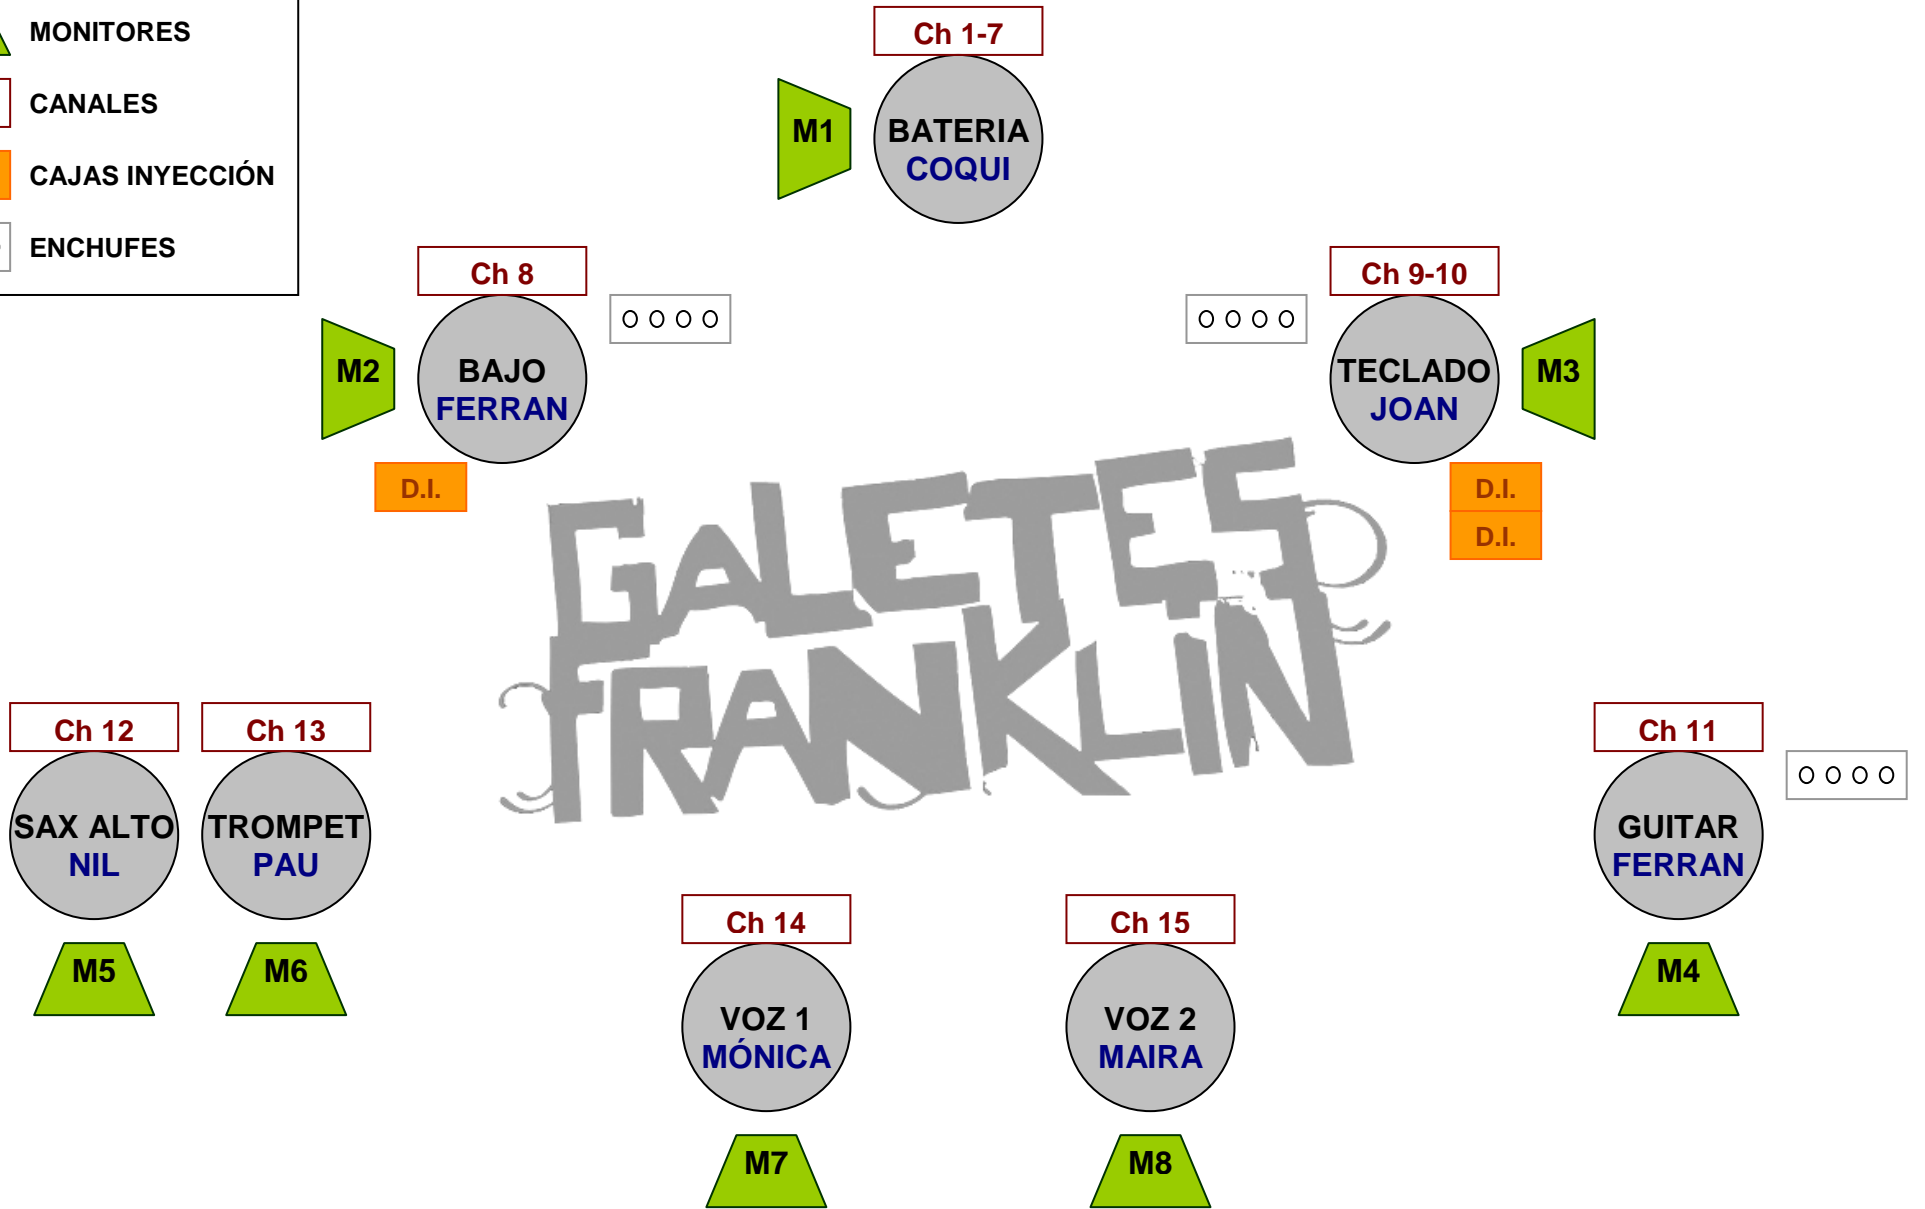 MONITORES
CANALES
CAJAS INYECCIÓN
ENCHUFES
Ch 1-7
M1
BATERIA
COQUI
Ch 8
M2
BAJO
FERRAN
D.I.
Ch 9-10
TECLADO
JOAN
M3
D.I.
D.I.
GALETES
FRANKLIN
Ch 12
SAX ALTO
NIL
M5
Ch 13
TROMPET
PAU
M6
Ch 14
VOZ 1
MÓNICA
M7
Ch 15
VOZ 2
MAIRA
M8
Ch 11
GUITAR
FERRAN
M4